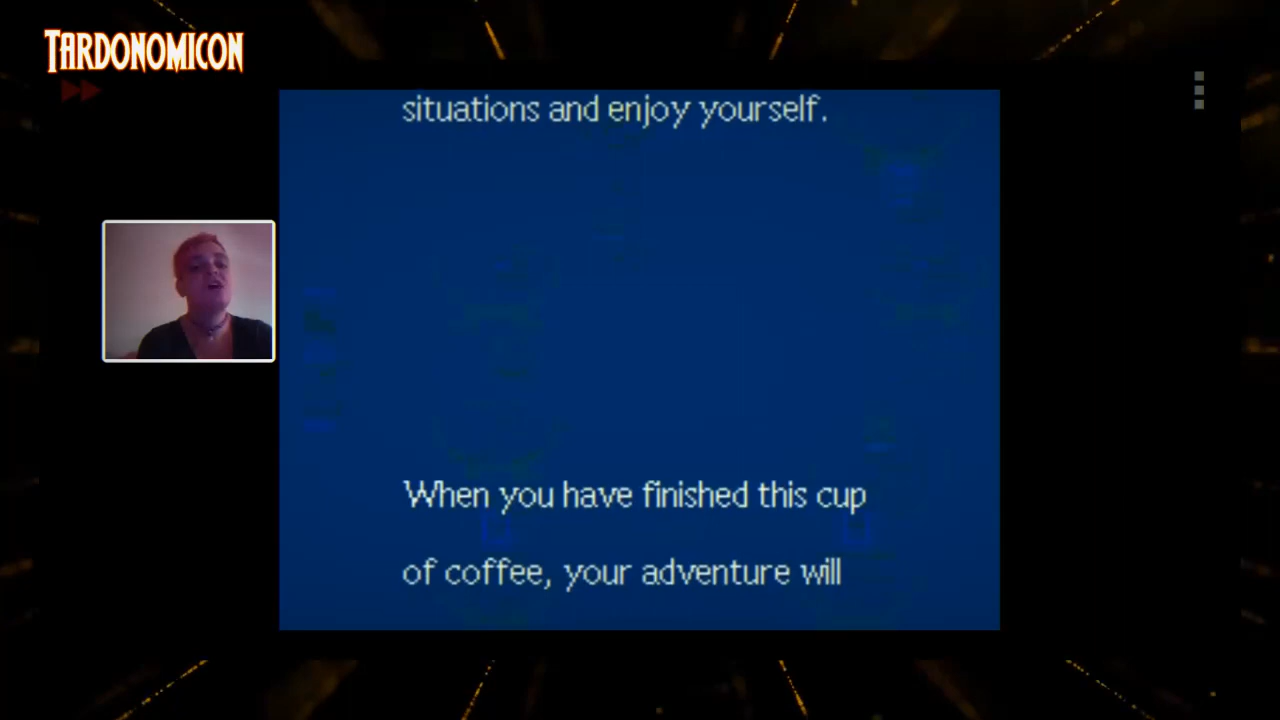 TARDONOMICON
situations and enjoy yourself.
When you have finished this cup
of coffee, your adventure will